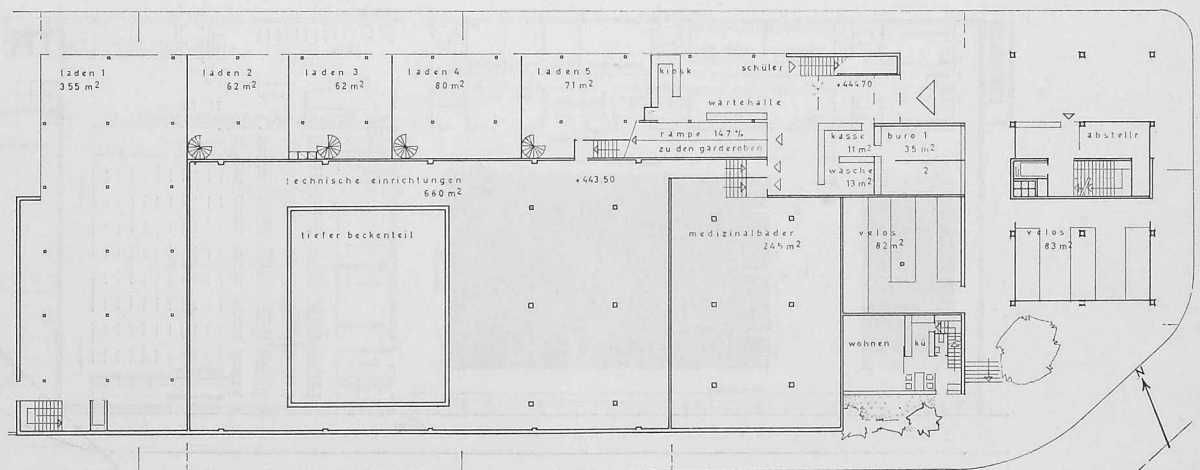 laden 1
355 m²
laden 2
62 m²
laden 3
62 m²
laden 4
80 m²
laden 5
71 m²
kiosk
schüler
+444.70
wartehalle
rampe 14.7 %
zu den garderoben
kasse
11 m²
büro 1
35 m²
2
wäsche
13 m²
abstelle
technische einrichtungen
660 m²
+443.50
tiefer beckenteil
medizinalbäder
245 m²
velos
82 m²
velos
83 m²
wohnen
kü
N